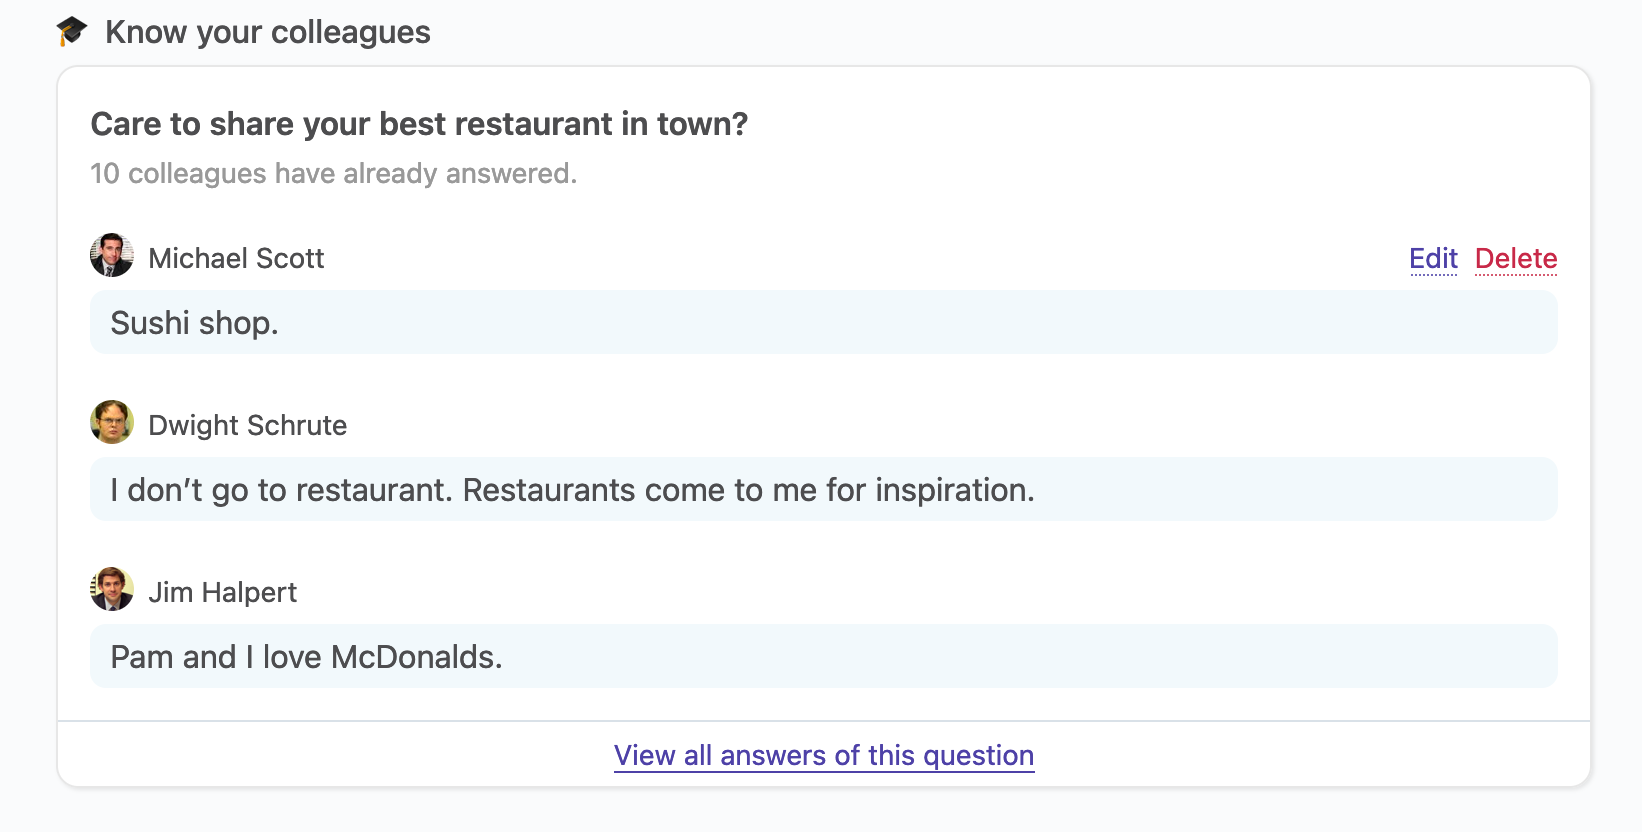 Know your colleagues
Care to share your best restaurant in town?
10 colleagues have already answered.
Michael Scott
Edit Delete
Sushi shop.
Dwight Schrute
I don’t go to restaurant. Restaurants come to me for inspiration.
Jim Halpert
Pam and I love McDonalds.
View all answers of this question